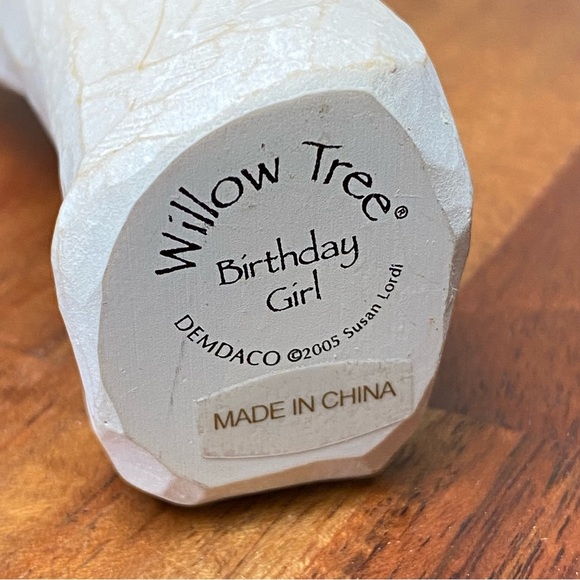 Willow Tree®
Birthday
Girl
DEMDACO ©2005 Susan Lordi
MADE IN CHINA